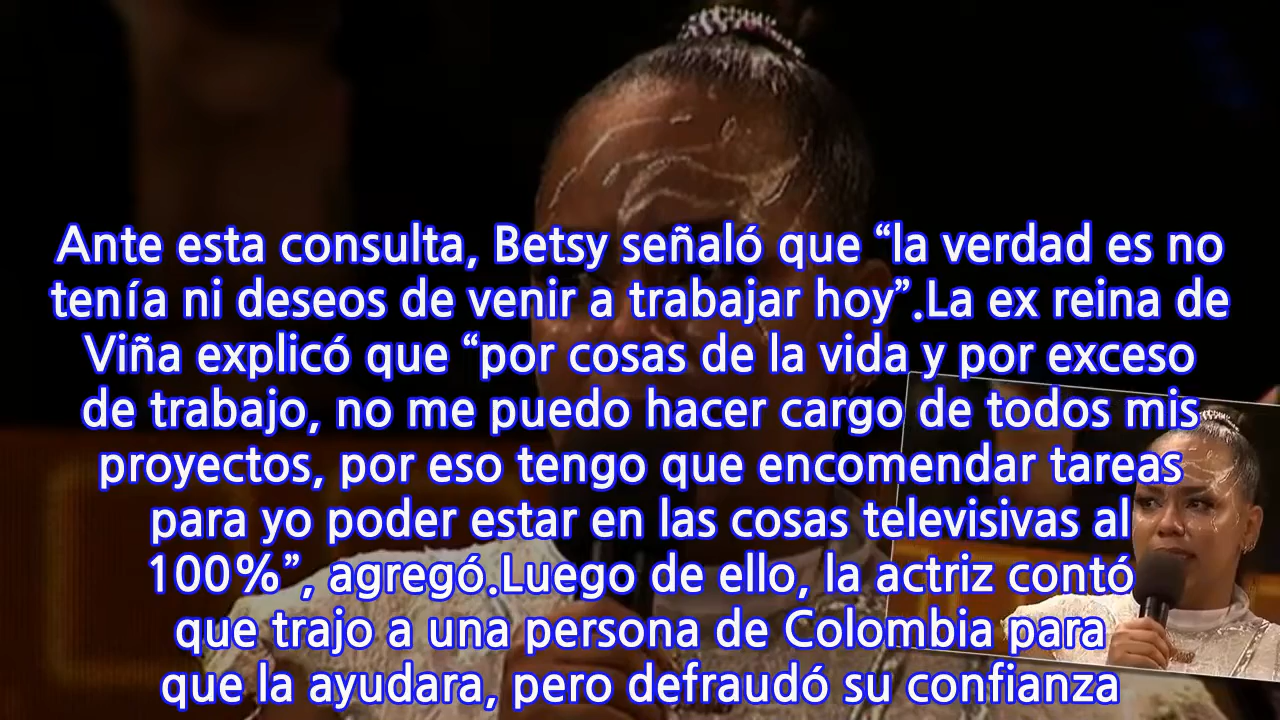 Ante esta consulta, Betsy señaló que “la verdad es no
tenía ni deseos de venir a trabajar hoy”.La ex reina de
Viña explicó que “por cosas de la vida y por exceso
de trabajo, no me puedo hacer cargo de todos mis
proyectos, por eso tengo que encomendar tareas
para yo poder estar en las cosas televisivas al
100%”, agregó.Luego de ello, la actriz contó
que trajo a una persona de Colombia para
que la ayudara, pero defraudó su confianza